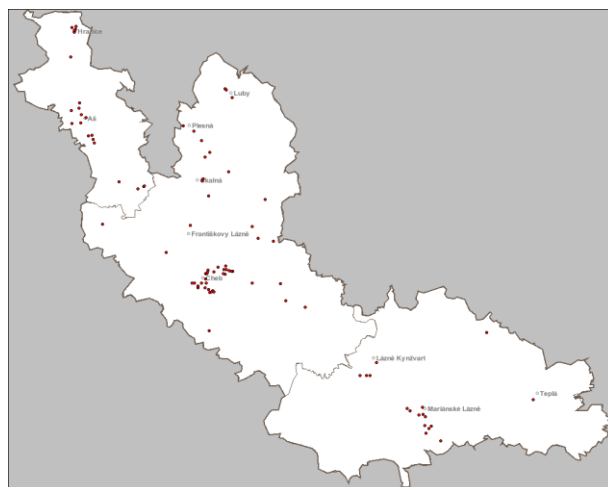 Hranice
Luby
Aš
Plesná
Skalná
Františkovy Lázně
Cheb
Lázně Kynžvart
Teplá
Mariánské Lázně